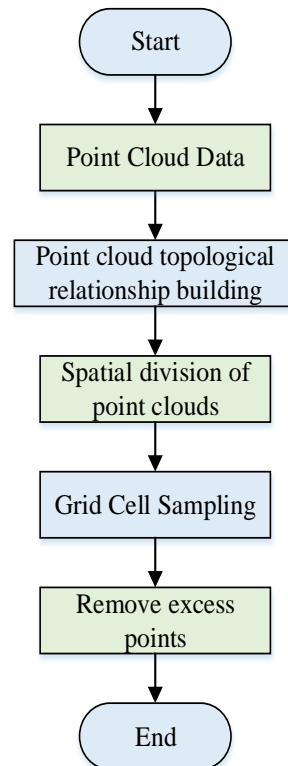 Start
Point Cloud Data
Point cloud topological
relationship building
Spatial division of
point clouds
Grid Cell Sampling
Remove excess
points
End